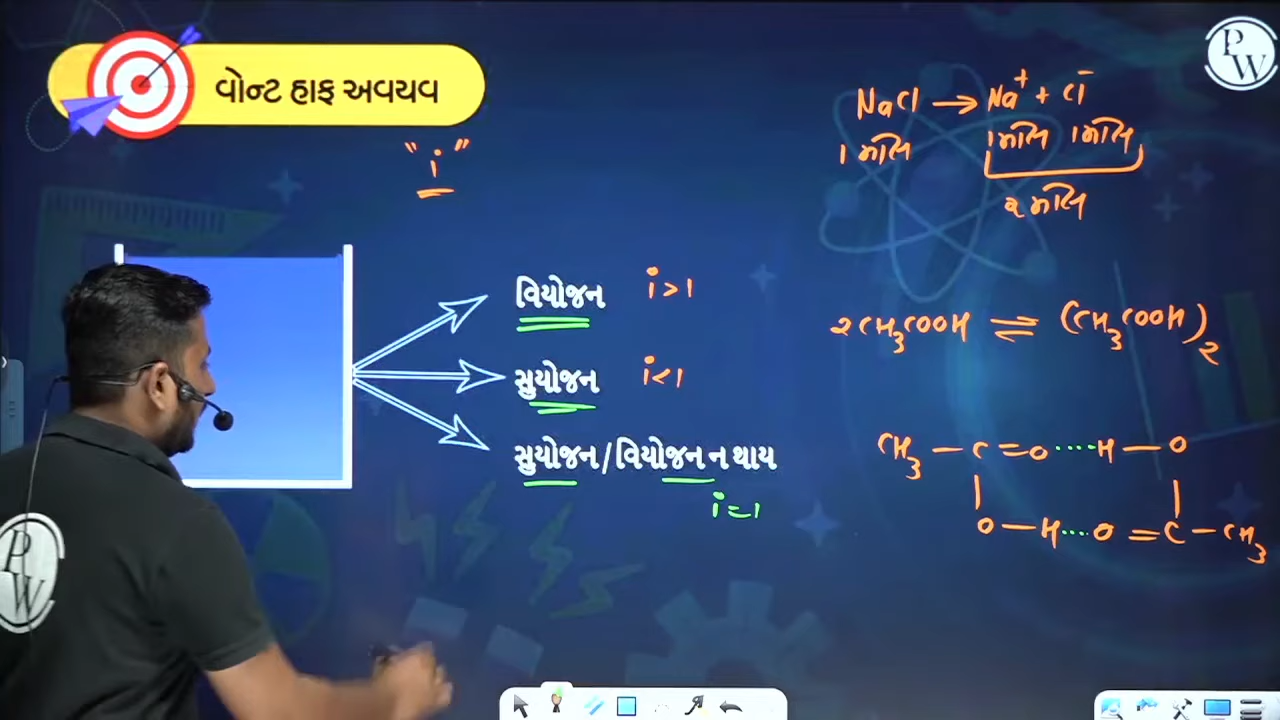 વોન્ટ હાફ અવયવ
"i"
PW
NaCl → Na⁺ + Cl⁻
1 મોલ 1 મોલ 1 મોલ
2 મોલ
વિયોજન i > 1
સુયોજન i < 1
સુયોજન / વિયોજન ન થાય
i = 1
2CH₃COOH ⇌ (CH₃COOH)₂
CH₃ — C = O ···· H — O
O — H ··· O = C — CH₃
PW